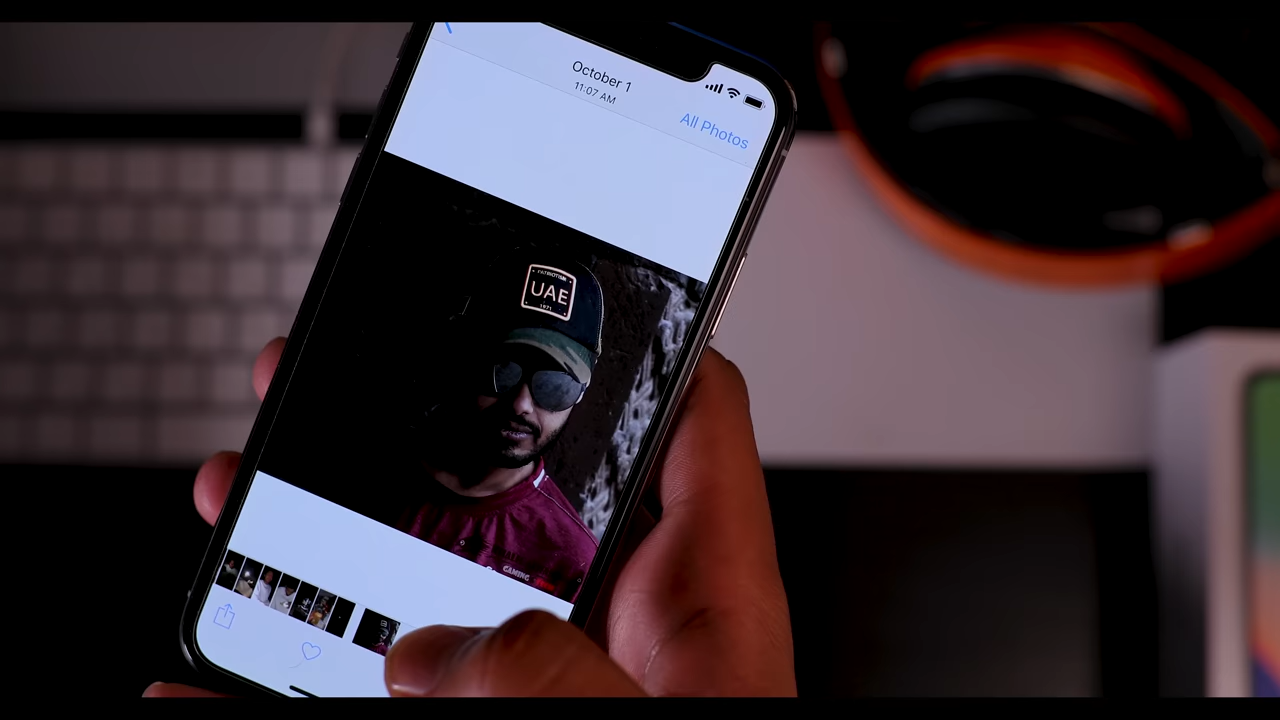 October 1
11:07 AM
All Photos
PATRIOTISM
UAE
1971
GAMING